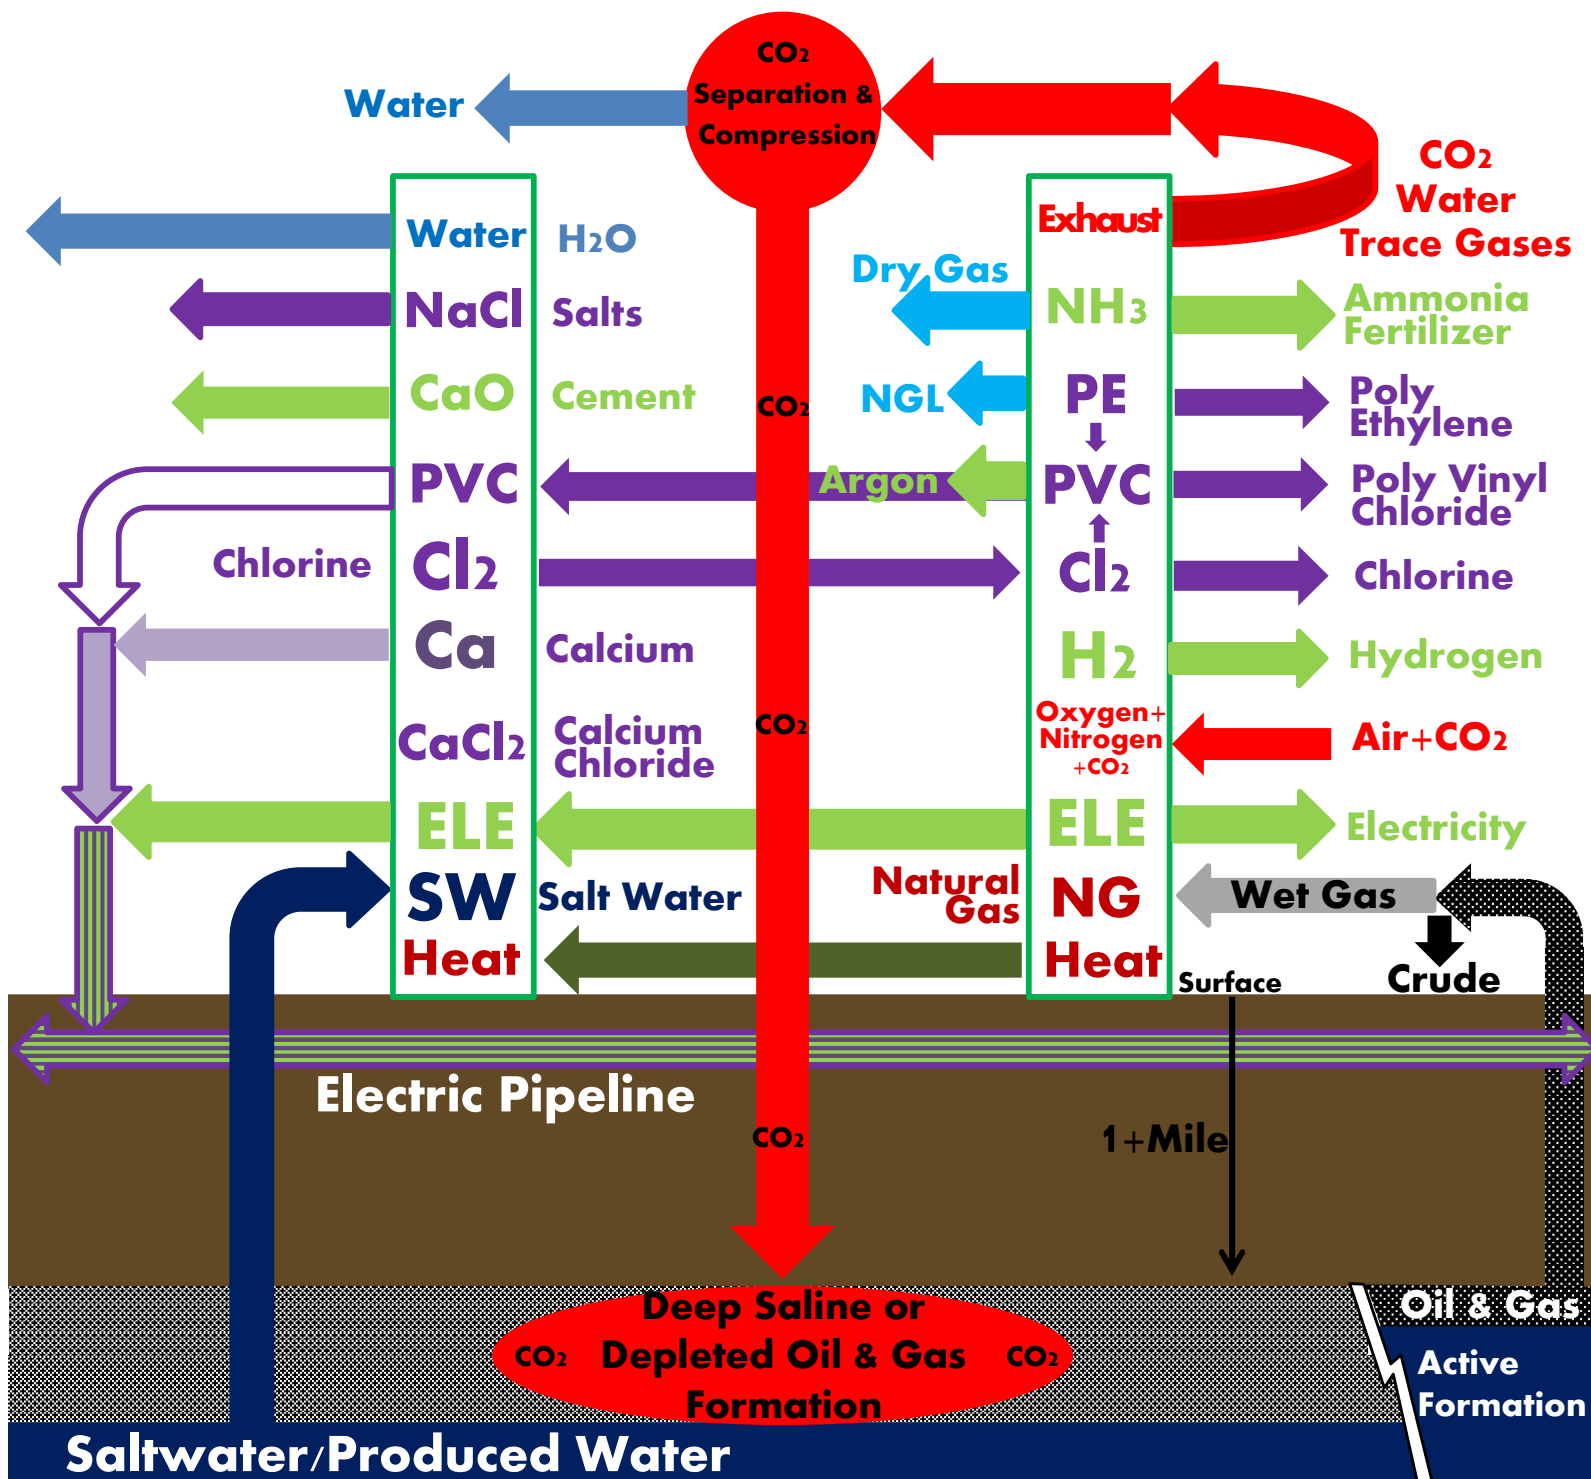 CO2
Separation &
Compression
Water
CO2
Water
Trace Gases
Water
H2O
Exhaust
Dry Gas
NaCl
Salts
NH3
Ammonia
Fertilizer
CaO
Cement
CO2
NGL
PE
Poly
Ethylene
PVC
Argon
PVC
Poly Vinyl
Chloride
Chlorine
Cl2
Cl2
Chlorine
Ca
Calcium
H2
Hydrogen
CaCl2
Calcium
Chloride
CO2
Oxygen+
Nitrogen
+CO2
Air+CO2
ELE
ELE
Electricity
SW
Salt Water
Natural
Gas
NG
Wet Gas
Heat
Heat
Surface
Crude
Electric Pipeline
CO2
1+Mile
Deep Saline or
CO2 Depleted Oil & Gas CO2
Formation
Oil & Gas
Active
Formation
Saltwater/Produced Water